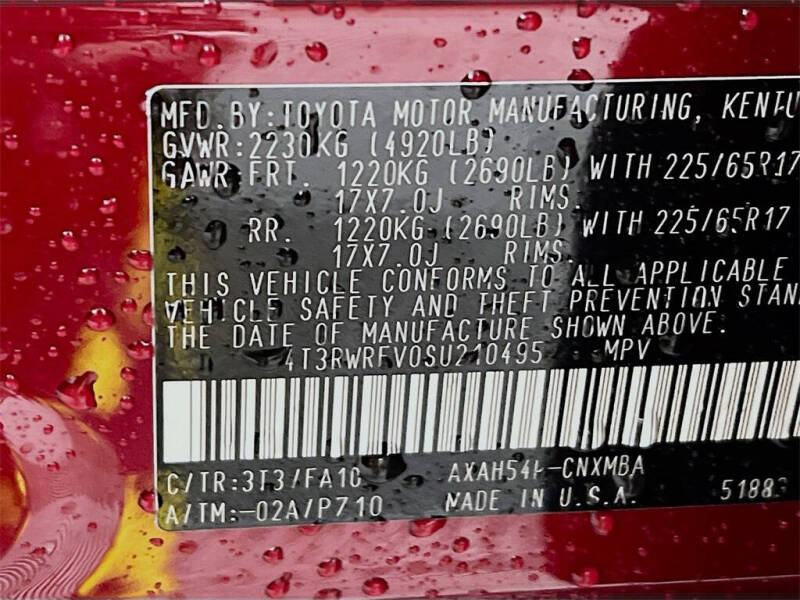 MFD. BY: TOYOTA MOTOR MANUFACTURING,
GVWR: 2230KG (4920LB)
GAWR FRT. 1220KG (2690LB) WITH 225/65R17
17X7.0J RIMS.
RR. 1220KG (2690LB) WITH 225/65R17
17X7.0J RIMS.
THIS VEHICLE CONFORMS TO ALL APPLICABLE
VEHICLE SAFETY AND THEFT PREVENTION STAN
THE DATE OF MANUFACTURE SHOWN ABOVE.
4T3RWRFV0SU210495 MPV
C/TR:3T3/FA10
A/TM:-02A/P710 MADE IN U.S.A.